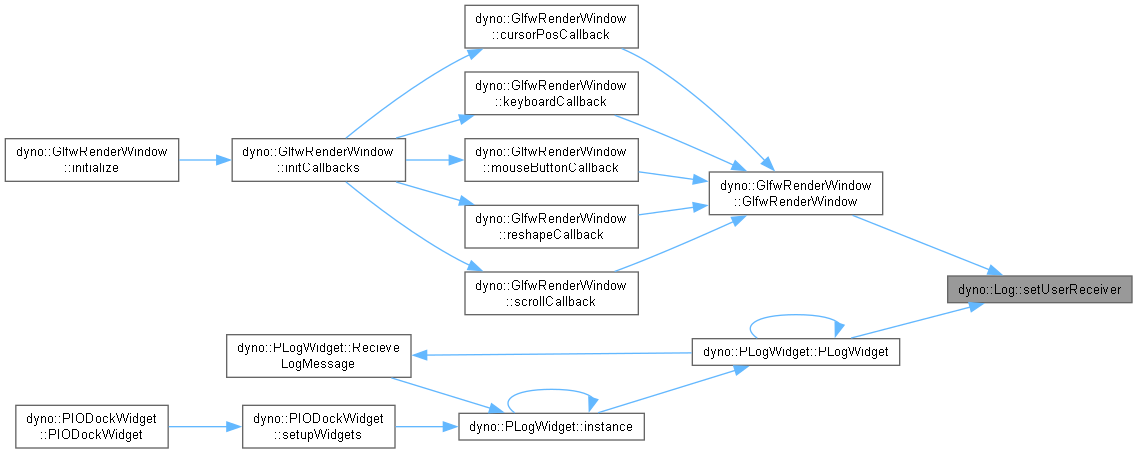 dyno::GlfwRenderWindow
::cursorPosCallback
dyno::GlfwRenderWindow
::keyboardCallback
dyno::GlfwRenderWindow
::initialize
dyno::GlfwRenderWindow
::initCallbacks
dyno::GlfwRenderWindow
::mouseButtonCallback
dyno::GlfwRenderWindow
::GlfwRenderWindow
dyno::GlfwRenderWindow
::reshapeCallback
dyno::GlfwRenderWindow
::scrollCallback
dyno::Log::setUserReceiver
dyno::PLogWidget::Recieve
LogMessage
dyno::PLogWidget::PLogWidget
dyno::PIODockWidget
::PIODockWidget
dyno::PIODockWidget
::setupWidgets
dyno::PLogWidget::instance